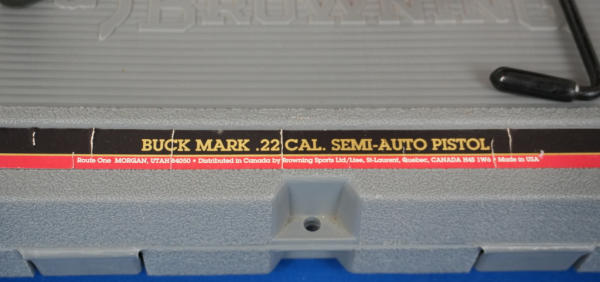 BROWNING
BUCK MARK .22 CAL. SEMI-AUTO PISTOL
Route One MORGAN, UTAH 84050 • Distributed in Canada by Browning Sports Ltd/Ltee, St-Laurent, Quebec, CANADA H4S 1W6 • Made in USA